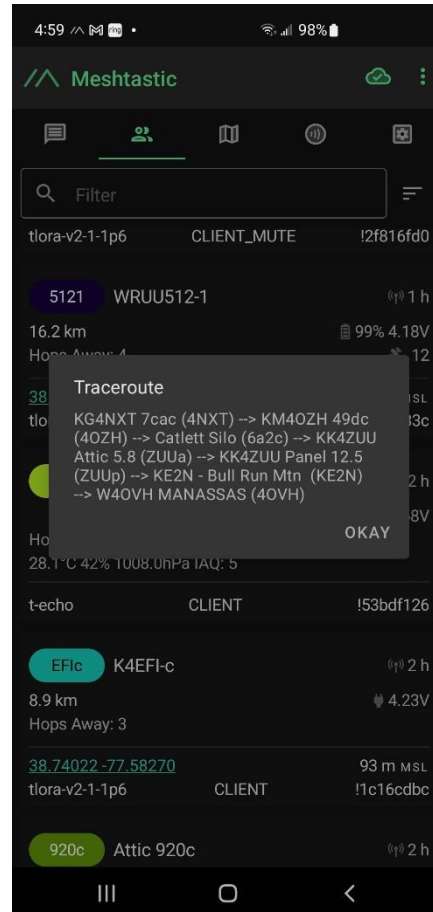 4:59
98%
Meshtastic
Filter
tlora-v2-1-1p6 CLIENT_MUTE !2f816fd0
5121 WRUU512-1 1 h
16.2 km 99% 4.18V
Hops Away: 4 12
38
tlo 33c
Traceroute
KG4NXT 7cac (4NXT) --> KM4OZH 49dc
(4OZH) --> Catlett Silo (6a2c) --> KK4ZUU
Attic 5.8 (ZUUa) --> KK4ZUU Panel 12.5
(ZUUp) --> KE2N - Bull Run Mtn (KE2N)
--> W4OVH MANASSAS (4OVH)
OKAY
2 h
8V
Ho
28.1°C 42% 1008.0hPa IAQ: 5
t-echo CLIENT !53bdf126
EFIc K4EFI-c 2 h
8.9 km 4.23V
Hops Away: 3
38.74022 -77.58270 93 m MSL
tlora-v2-1-1p6 CLIENT !1c16cdbc
920c Attic 920c 2 h